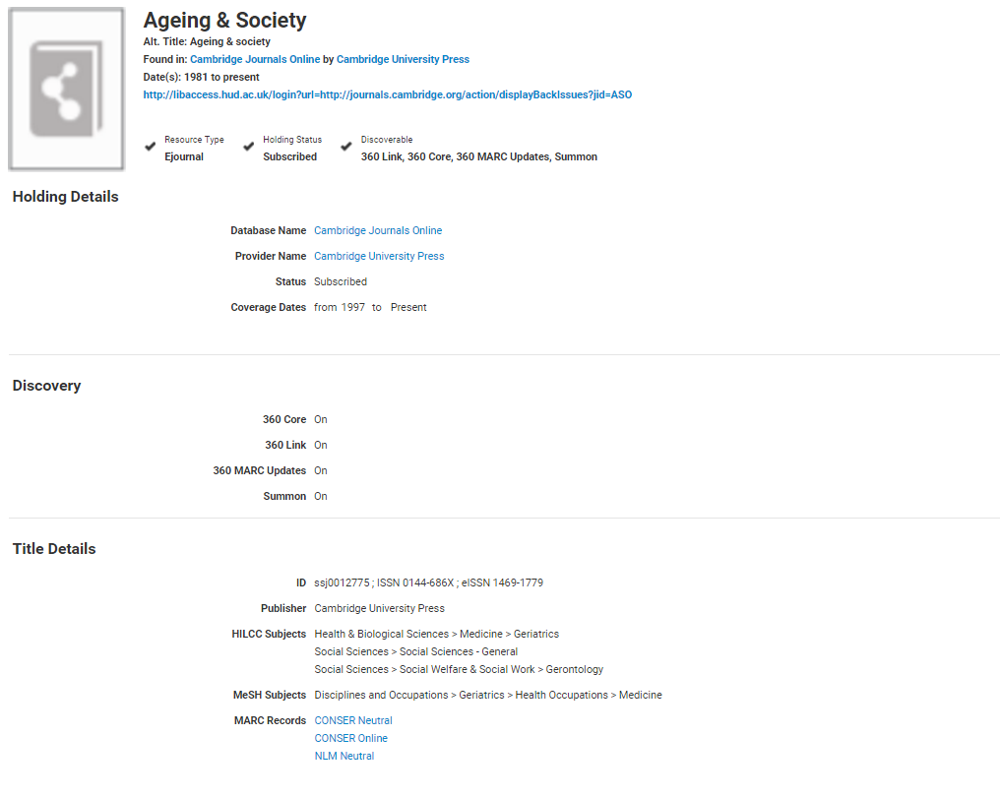 Ageing & Society
Alt. Title: Ageing & society
Found in: Cambridge Journals Online by Cambridge University Press
Date(s): 1981 to present
http://libaccess.hud.ac.uk/login?url=http://journals.cambridge.org/action/displayBackIssues?jid=ASO
Resource Type Holding Status Discoverable
Ejournal Subscribed 360 Link, 360 Core, 360 MARC Updates, Summon
Holding Details
Database Name Cambridge Journals Online
Provider Name Cambridge University Press
Status Subscribed
Coverage Dates from 1997 to Present
Discovery
360 Core On
360 Link On
360 MARC Updates On
Summon On
Title Details
ID ssj0012775 ; ISSN 0144-686X ; eISSN 1469-1779
Publisher Cambridge University Press
HILCC Subjects Health & Biological Sciences > Medicine > Geriatrics
Social Sciences > Social Sciences - General
Social Sciences > Social Welfare & Social Work > Gerontology
MeSH Subjects Disciplines and Occupations > Geriatrics > Health Occupations > Medicine
MARC Records CONSER Neutral
CONSER Online
NLM Neutral